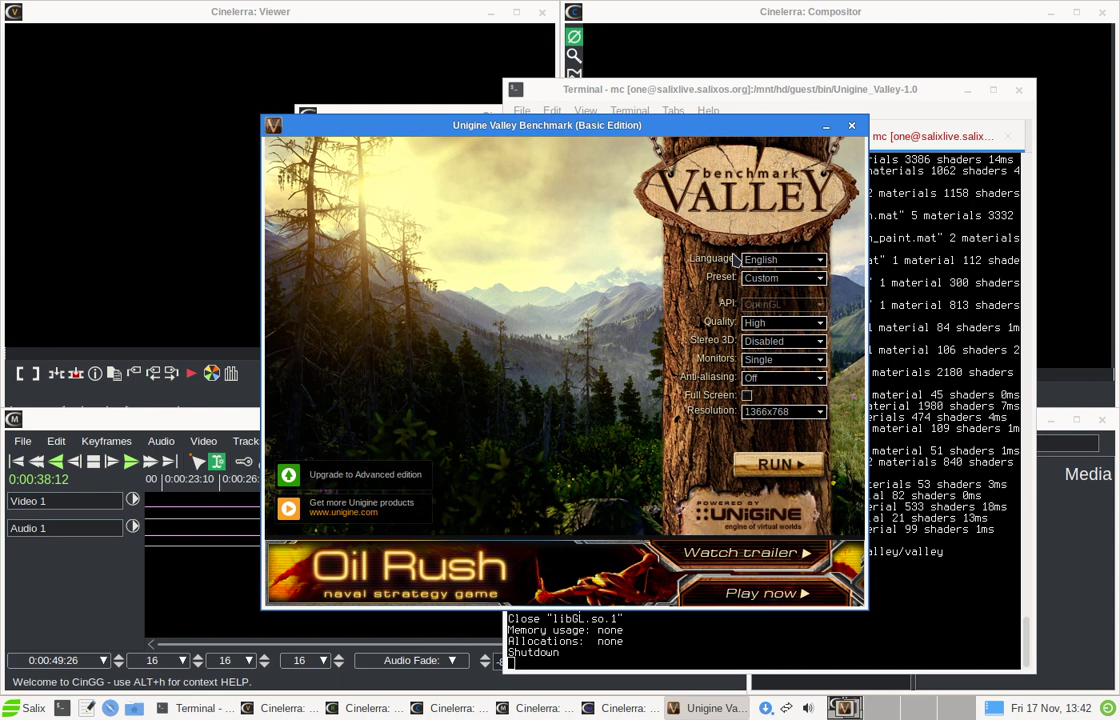 Cinelerra: Viewer
Cinelerra: Compositor
Terminal - mc [one@salixlive.salixos.org]:/mnt/hd/guest/bin/Unigine_Valley-1.0
File Edit View Terminal Tabs Help
mc [one@salixlive.salix...
Unigine Valley Benchmark (Basic Edition)
benchmark
VALLEY
Language: English
Preset: Custom
API: OpenGL
Quality: High
Stereo 3D: Disabled
Monitors: Single
Anti-aliasing: Off
Full Screen:
Resolution: 1366x768
RUN
Upgrade to Advanced edition
Get more Unigine products
www.unigine.com
POWERED BY
UNiGiNE
engine of virtual worlds
Oil Rush
naval strategy game
Watch trailer
Play now
rials 3386 shaders 14ms
aterials 1062 shaders 4
2 materials 1158 shaders
n.mat" 5 materials 3332
n_paint.mat" 2 materials
at" 1 material 112 shade
" 1 material 300 shaders
" 1 material 813 shaders
l material 84 shaders 1m
l material 106 shaders 2
materials 2180 shaders
material 45 shaders 0ms
aterials 1980 shaders 7ms
erials 474 shaders 4ms
material 109 shaders 1m
material 51 shaders 1ms
2 materials 840 shaders
aterials 53 shaders 3ms
ial 82 shaders 0ms
ial 533 shaders 18ms
al 21 shaders 13ms
aterial 99 shaders 1ms
alley/valley
Close "libGL.so.1"
Memory usage: none
Allocations: none
Shutdown
File Edit Keyframes Audio Video Track
0:00:38:12
00 0:00:23:10 0:00:26:
Video 1
Audio 1
Media
0:00:49:26 16 16 16 Audio Fade:
Welcome to CinGG - use ALT+h for context HELP.
Salix
Terminal - ...
Cinelerra: ...
Cinelerra: ...
Cinelerra: ...
Cinelerra: ...
Cinelerra: ...
Unigine Va...
Fri 17 Nov, 13:42